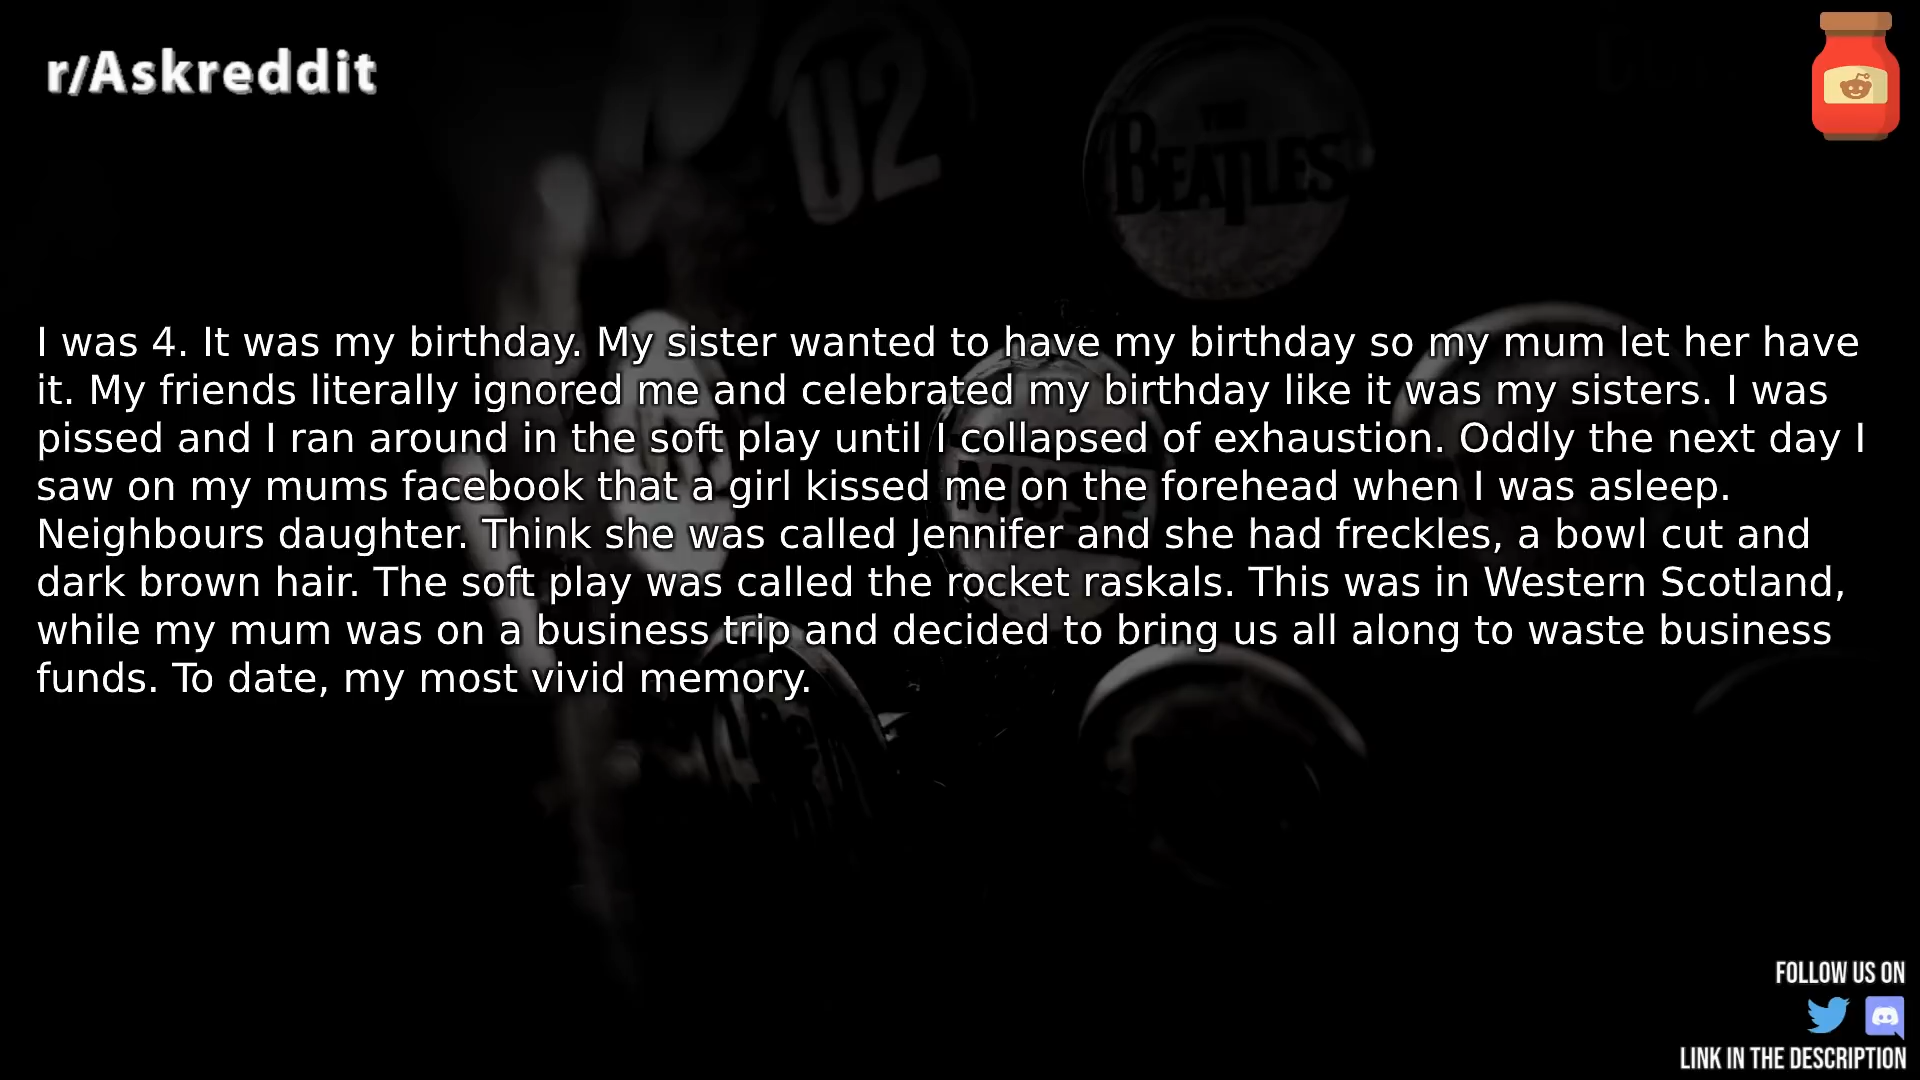 r/Askreddit
U2
THE
BEATLES
MUSE
I was 4. It was my birthday. My sister wanted to have my birthday so my mum let her have
it. My friends literally ignored me and celebrated my birthday like it was my sisters. I was
pissed and I ran around in the soft play until I collapsed of exhaustion. Oddly the next day I
saw on my mums facebook that a girl kissed me on the forehead when I was asleep.
Neighbours daughter. Think she was called Jennifer and she had freckles, a bowl cut and
dark brown hair. The soft play was called the rocket raskals. This was in Western Scotland,
while my mum was on a business trip and decided to bring us all along to waste business
funds. To date, my most vivid memory.
FOLLOW US ON
LINK IN THE DESCRIPTION